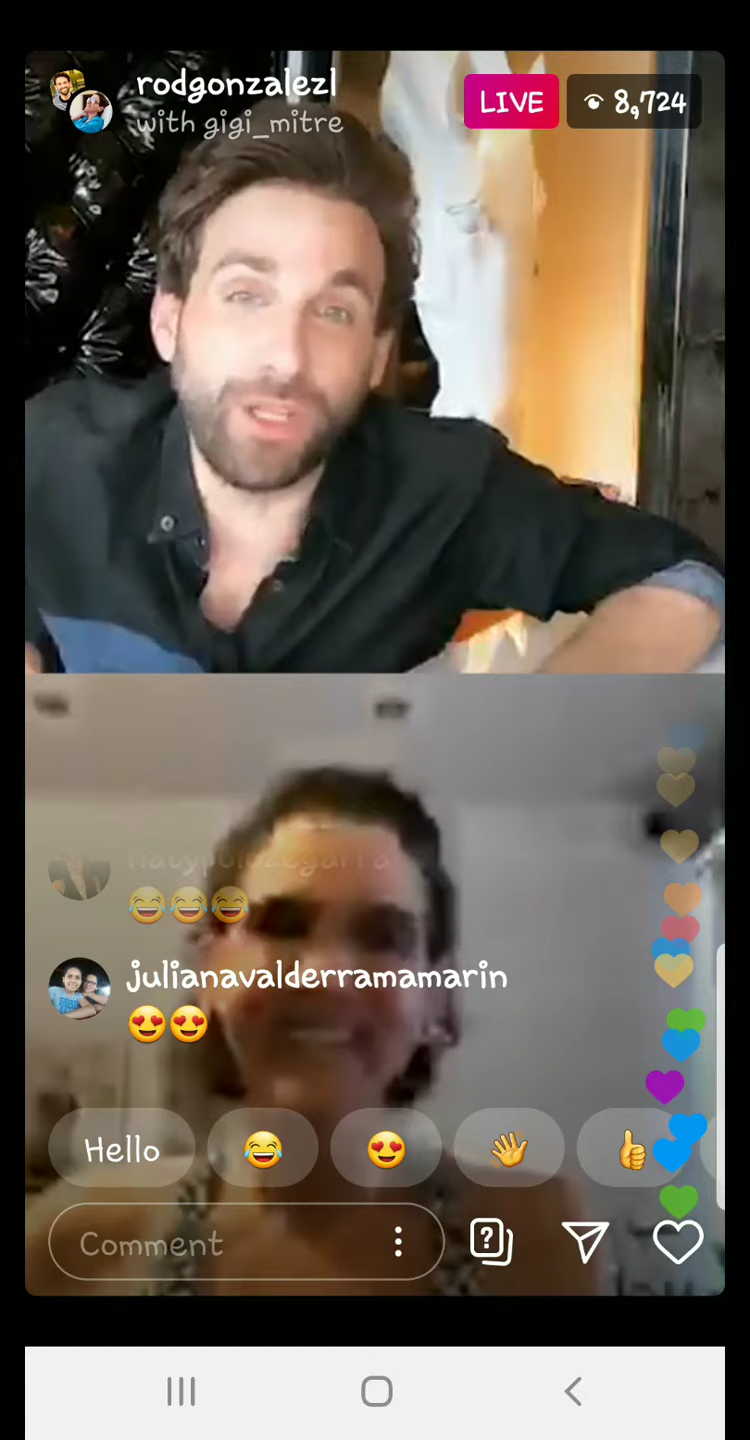 rodgonzalezl
with gigi_mitre
LIVE
8,724
😂😂😂
julianavalderramamarin
😍😍
Hello 😂 😍 👋 👍
Comment